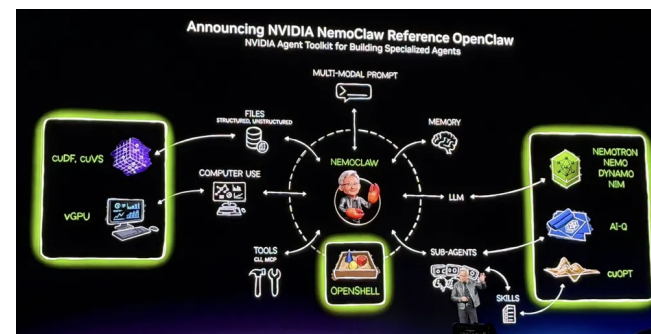 Announcing NVIDIA NemoClaw Reference OpenClaw
NVIDIA Agent Toolkit for Building Specialized Agents
MULTI-MODAL PROMPT
FILES
STRUCTURED, UNSTRUCTURED
MEMORY
cuDF, cuVS
NEMOCLAW
NEMOTRON
NEMO
DYNAMO
NIM
COMPUTER USE
LLM
vGPU
AI-Q
TOOLS
CLI, MCP
SUB-AGENTS
OPENSHELL
cuOPT
SKILLS